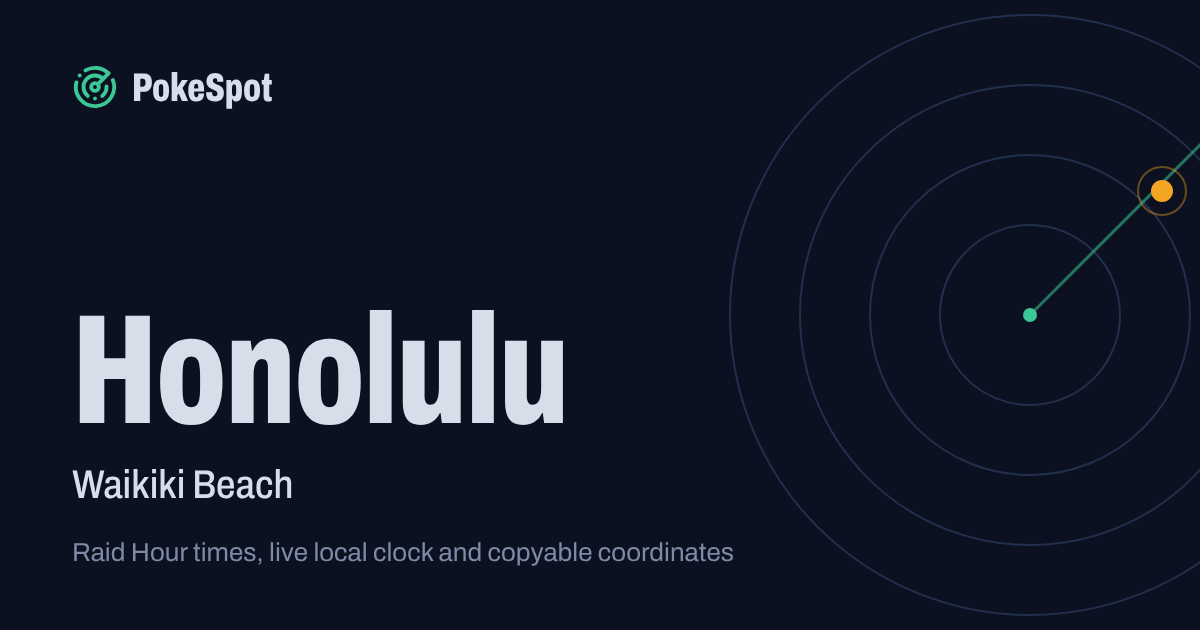 PokeSpot
Honolulu
Waikiki Beach
Raid Hour times, live local clock and copyable coordinates